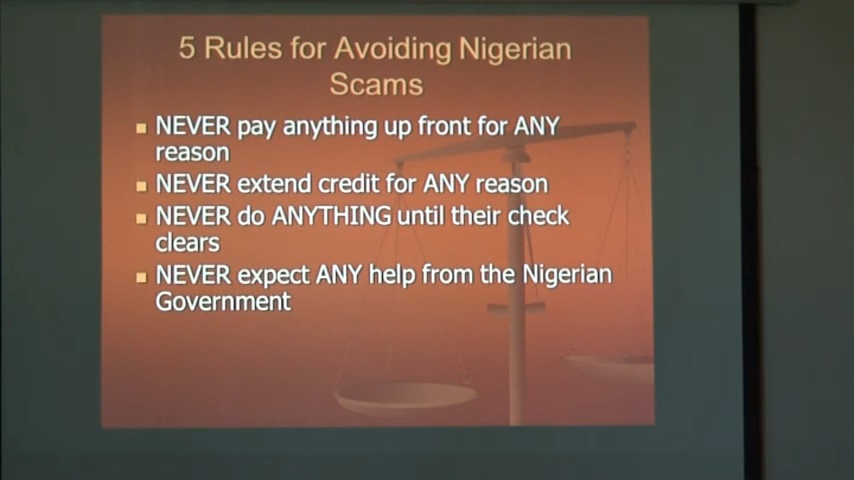 5 Rules for Avoiding Nigerian
Scams
NEVER pay anything up front for ANY
reason
NEVER extend credit for ANY reason
NEVER do ANYTHING until their check
clears
NEVER expect ANY help from the Nigerian
Government